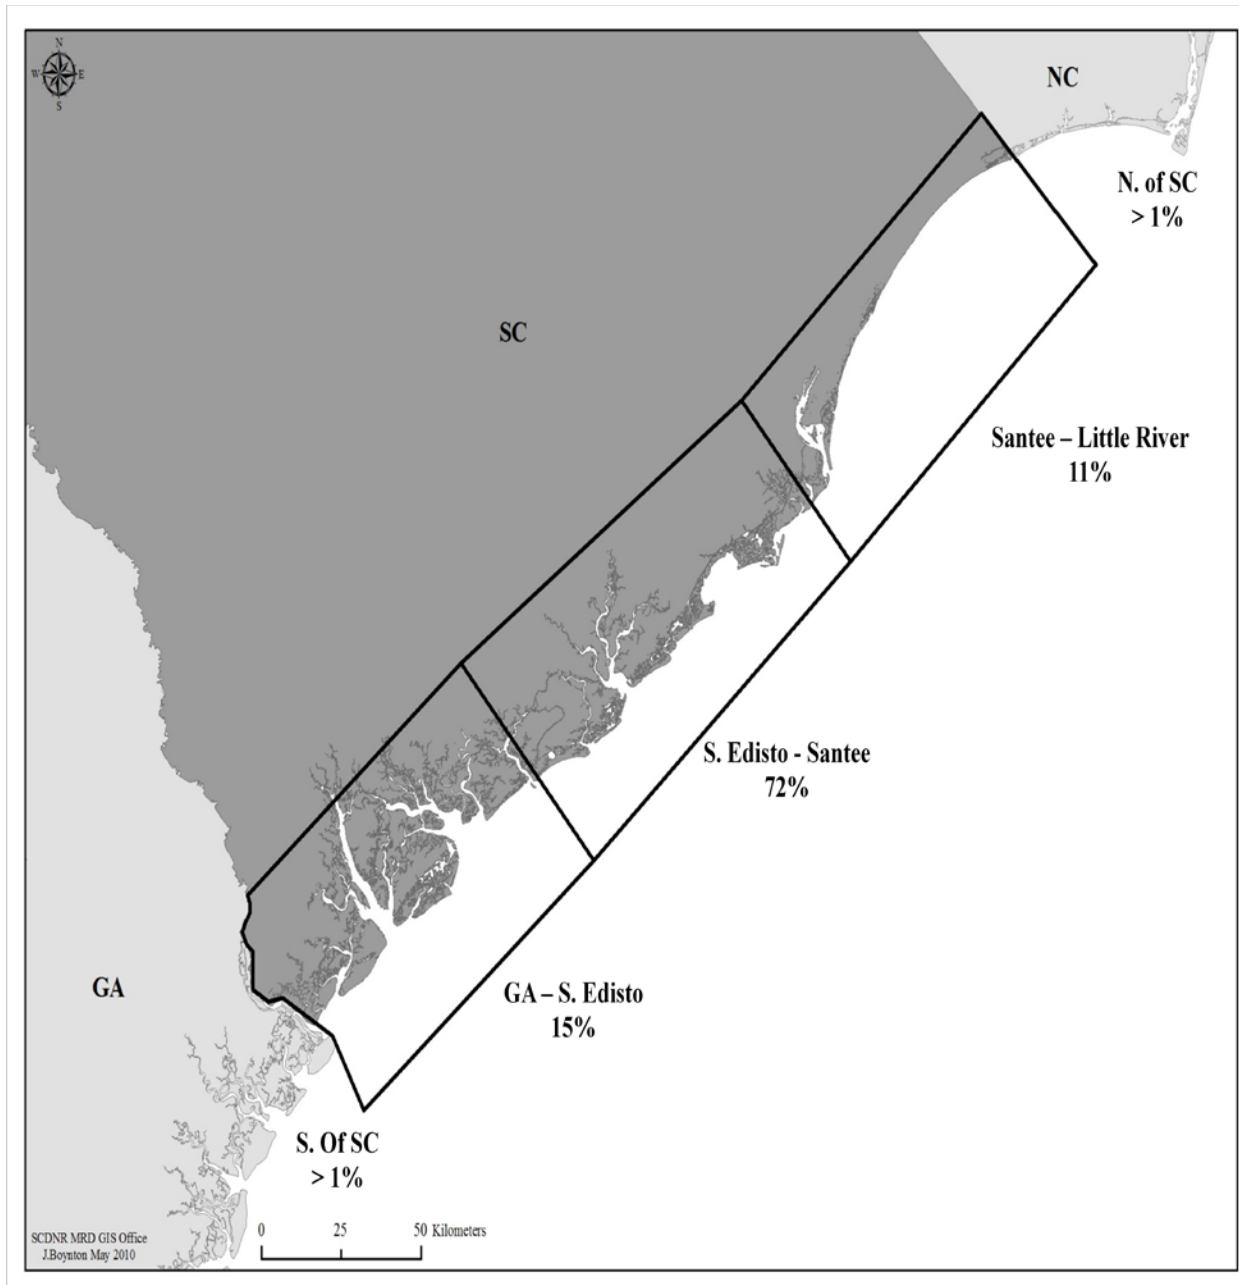 N
W E
S
NC
N. of SC
> 1%
SC
Santee – Little River
11%
S. Edisto - Santee
72%
GA
GA – S. Edisto
15%
S. Of SC
> 1%
SCDNR MRD GIS Office
J.Boynton May 2010
0 25 50 Kilometers